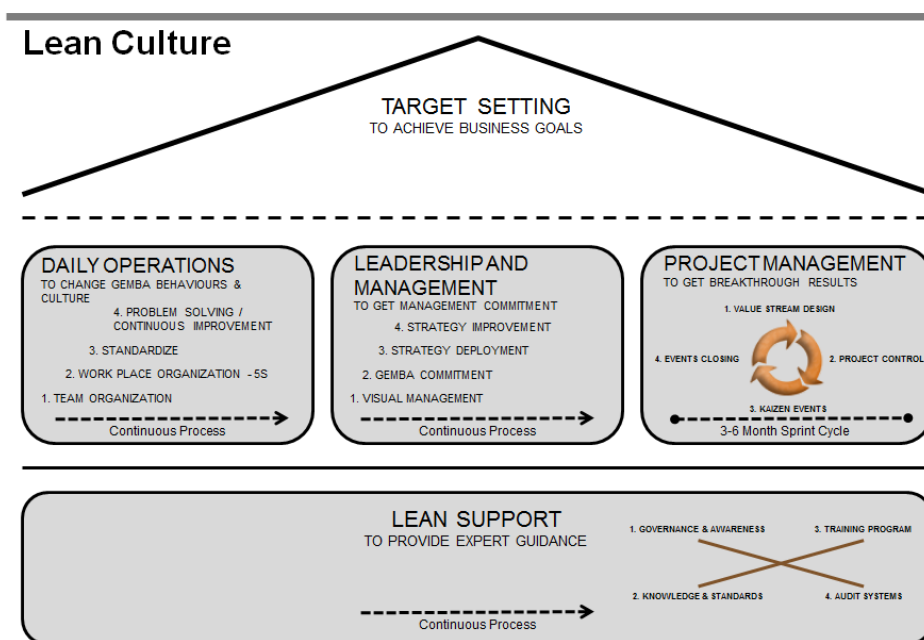 Lean Culture
TARGET SETTING
TO ACHIEVE BUSINESS GOALS
DAILY OPERATIONS
TO CHANGE GEMBA BEHAVIOURS &
CULTURE
4. PROBLEM SOLVING /
CONTINUOUS IMPROVEMENT
3. STANDARDIZE
2. WORK PLACE ORGANIZATION - 5S
1. TEAM ORGANIZATION
Continuous Process
LEADERSHIP AND
MANAGEMENT
TO GET MANAGEMENT COMMITMENT
4. STRATEGY IMPROVEMENT
3. STRATEGY DEPLOYMENT
2. GEMBA COMMITMENT
1. VISUAL MANAGEMENT
Continuous Process
PROJECT MANAGEMENT
TO GET BREAKTHROUGH RESULTS
1. VALUE STREAM DESIGN
4. EVENTS CLOSING
2. PROJECT CONTROL
3. KAIZEN EVENTS
3-6 Month Sprint Cycle
LEAN SUPPORT
TO PROVIDE EXPERT GUIDANCE
Continuous Process
1. GOVERNANCE & AWARENESS
3. TRAINING PROGRAM
2. KNOWLEDGE & STANDARDS
4. AUDIT SYSTEMS